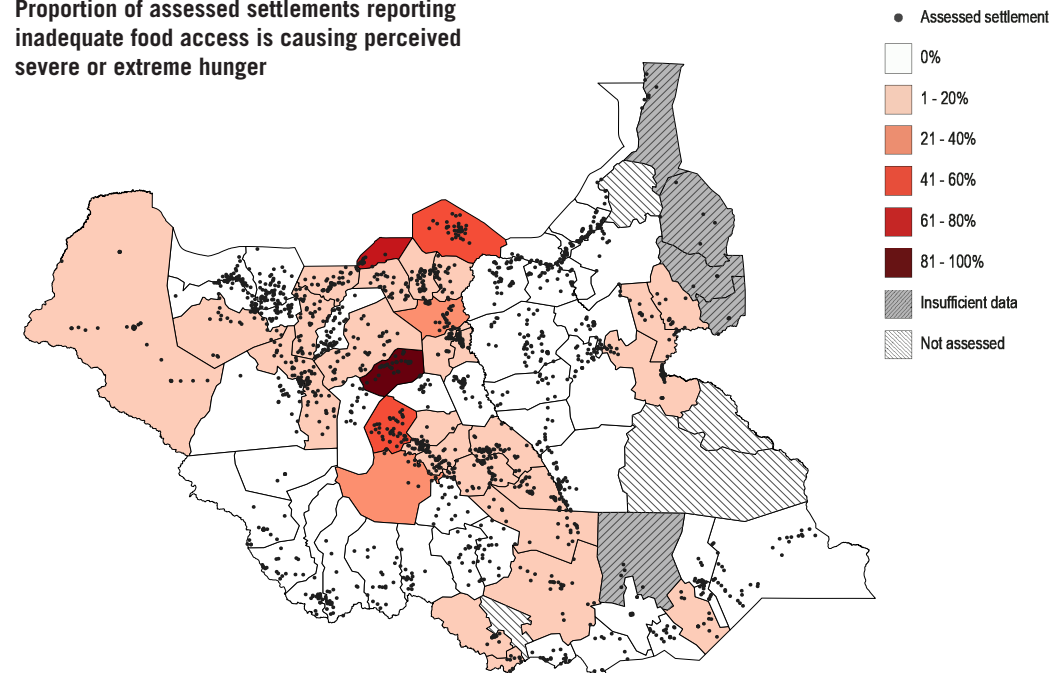 Proportion of assessed settlements reporting
inadequate food access is causing perceived
severe or extreme hunger
Assessed settlement
0%
1 - 20%
21 - 40%
41 - 60%
61 - 80%
81 - 100%
Insufficient data
Not assessed